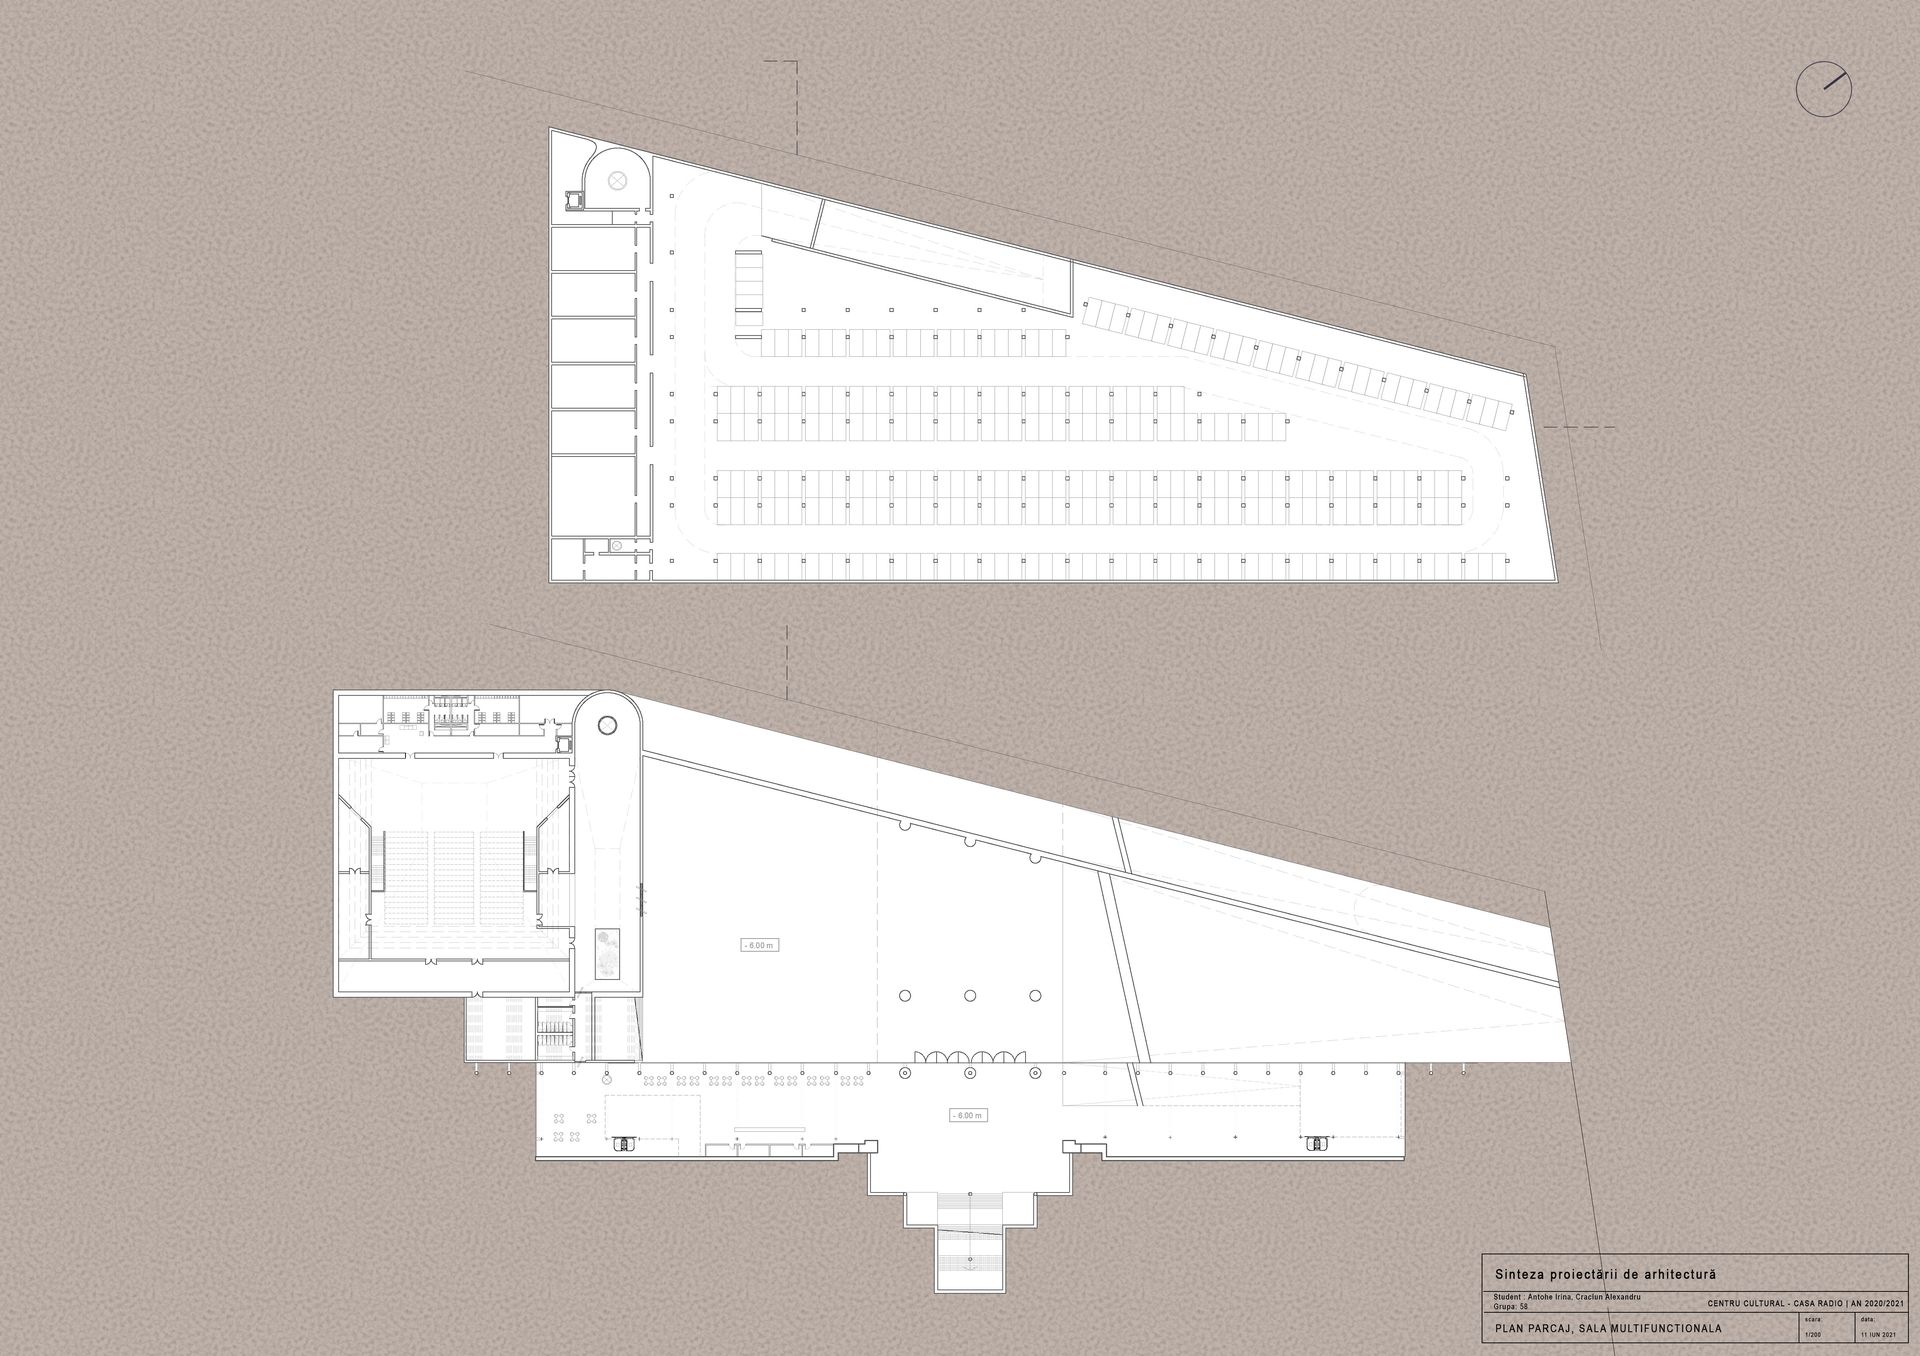 - 6.00 m
- 6.00 m
Sinteza proiectării de arhitectură
Student : Antohe Irina, Craciun Alexandru
Grupa: 58
CENTRU CULTURAL - CASA RADIO | AN 2020/2021
PLAN PARCAJ, SALA MULTIFUNCTIONALA
scara:
1/200
data:
11 IUN 2021